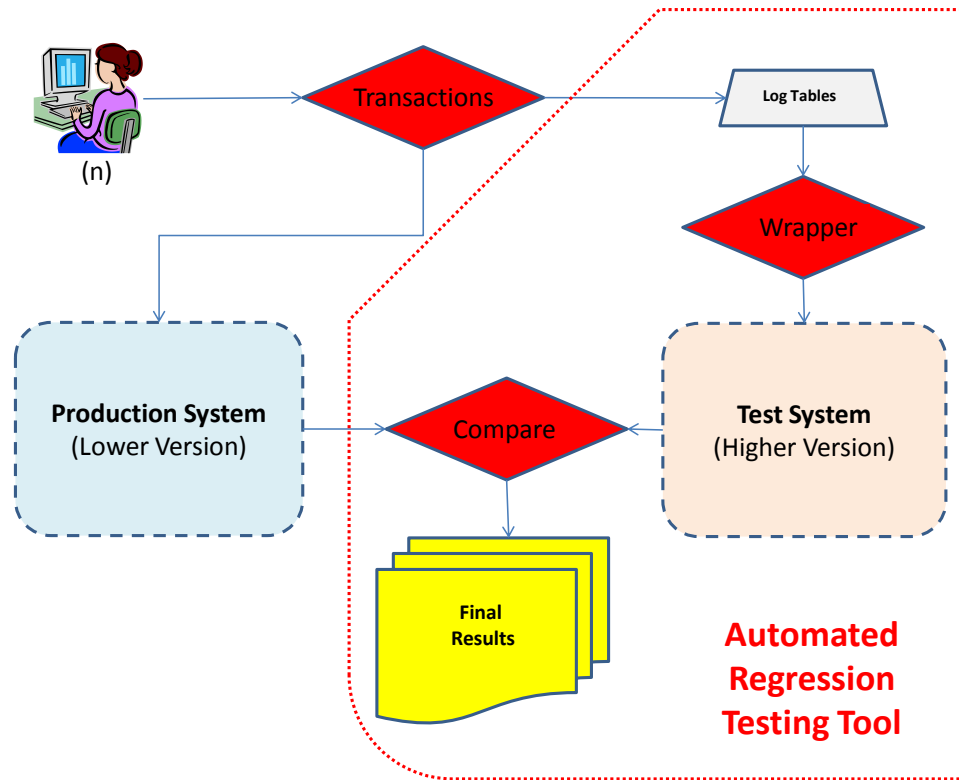 (n)
Transactions
Log Tables
Wrapper
Production System
(Lower Version)
Compare
Test System
(Higher Version)
Final
Results
Automated
Regression
Testing Tool